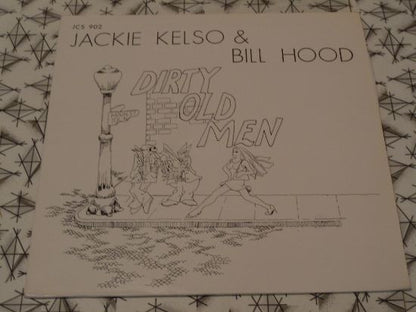 JCS 902
JACKIE KELSO &
BILL HOOD
DIRTY
OLD
MEN